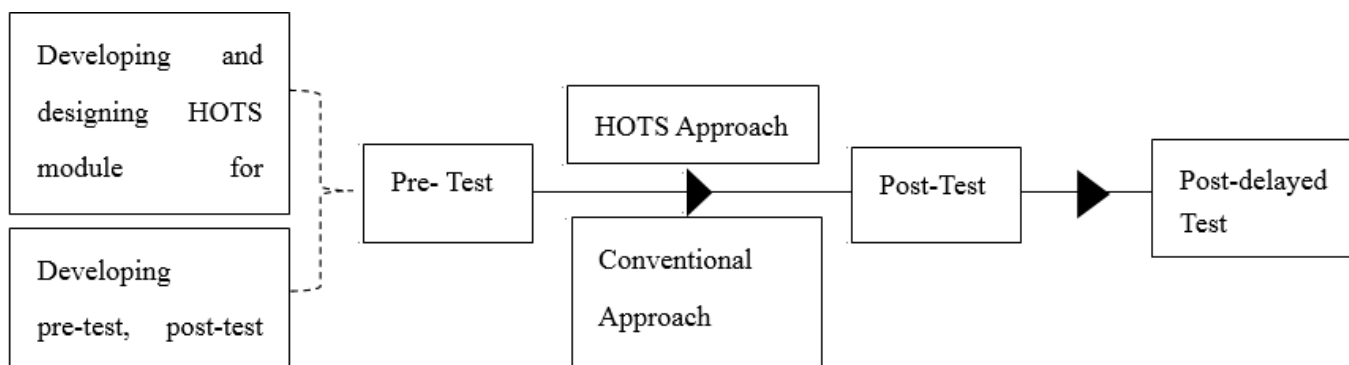 Developing and
designing HOTS
module for
Developing
pre-test, post-test
Pre- Test
HOTS Approach
Conventional
Approach
Post-Test
Post-delayed
Test